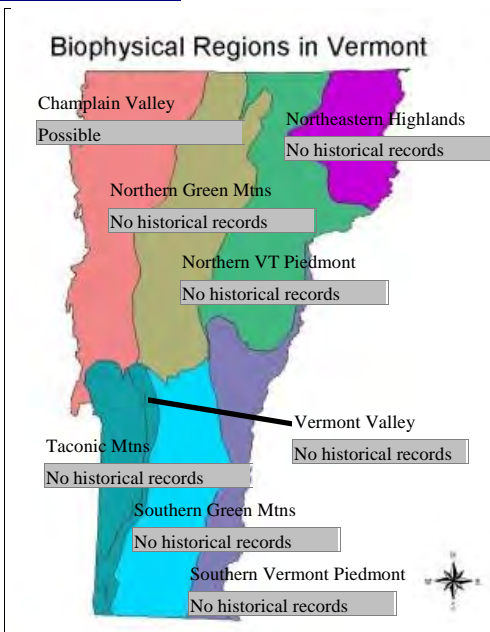 Biophysical Regions in Vermont
Champlain Valley
Possible
Northeastern Highlands
No historical records
Northern Green Mtns
No historical records
Northern VT Piedmont
No historical records
Vermont Valley
No historical records
Taconic Mtns
No historical records
Southern Green Mtns
No historical records
Southern Vermont Piedmont
No historical records